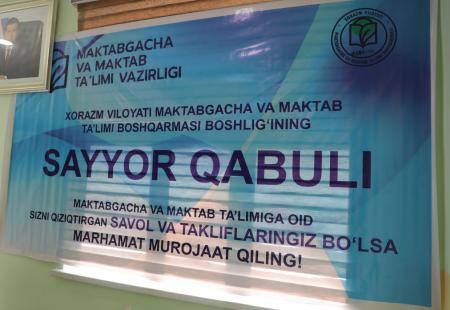 MAKTABGACHA
VA MAKTAB
TA'LIMI VAZIRLIGI
XORAZM VILOYATI MAKTABGACHA VA MAKTAB
TA'LIMI BOSHQARMASI BOSHLIG'INING
SAYYOR QABULI
MAKTABGAChA VA MAKTAB TA'LIMIGA OID
SIZNI QIZIQTIRGAN SAVOL VA TAKLIFLARINGIZ BO'LSA
MARHAMAT MUROJAAT QILING!